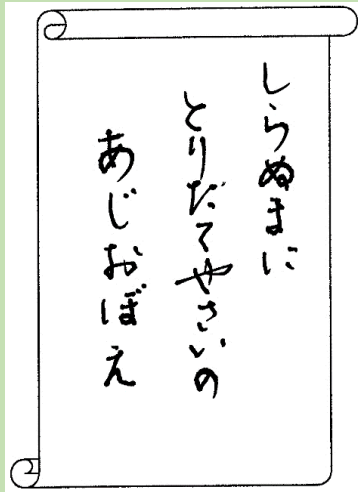 しらぬまに
とりたてやさいの
あじおぼえ